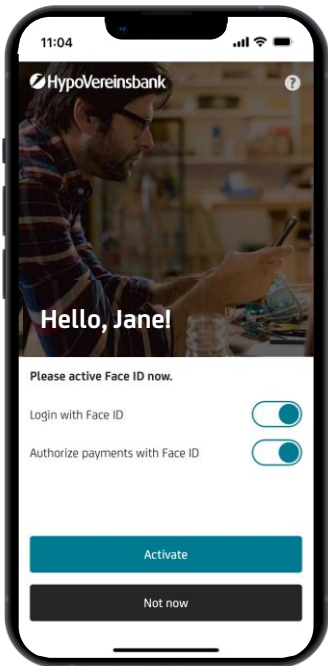 11:04
HypoVereinsbank
?
Hello, Jane!
Please active Face ID now.
Login with Face ID
Authorize payments with Face ID
Activate
Not now